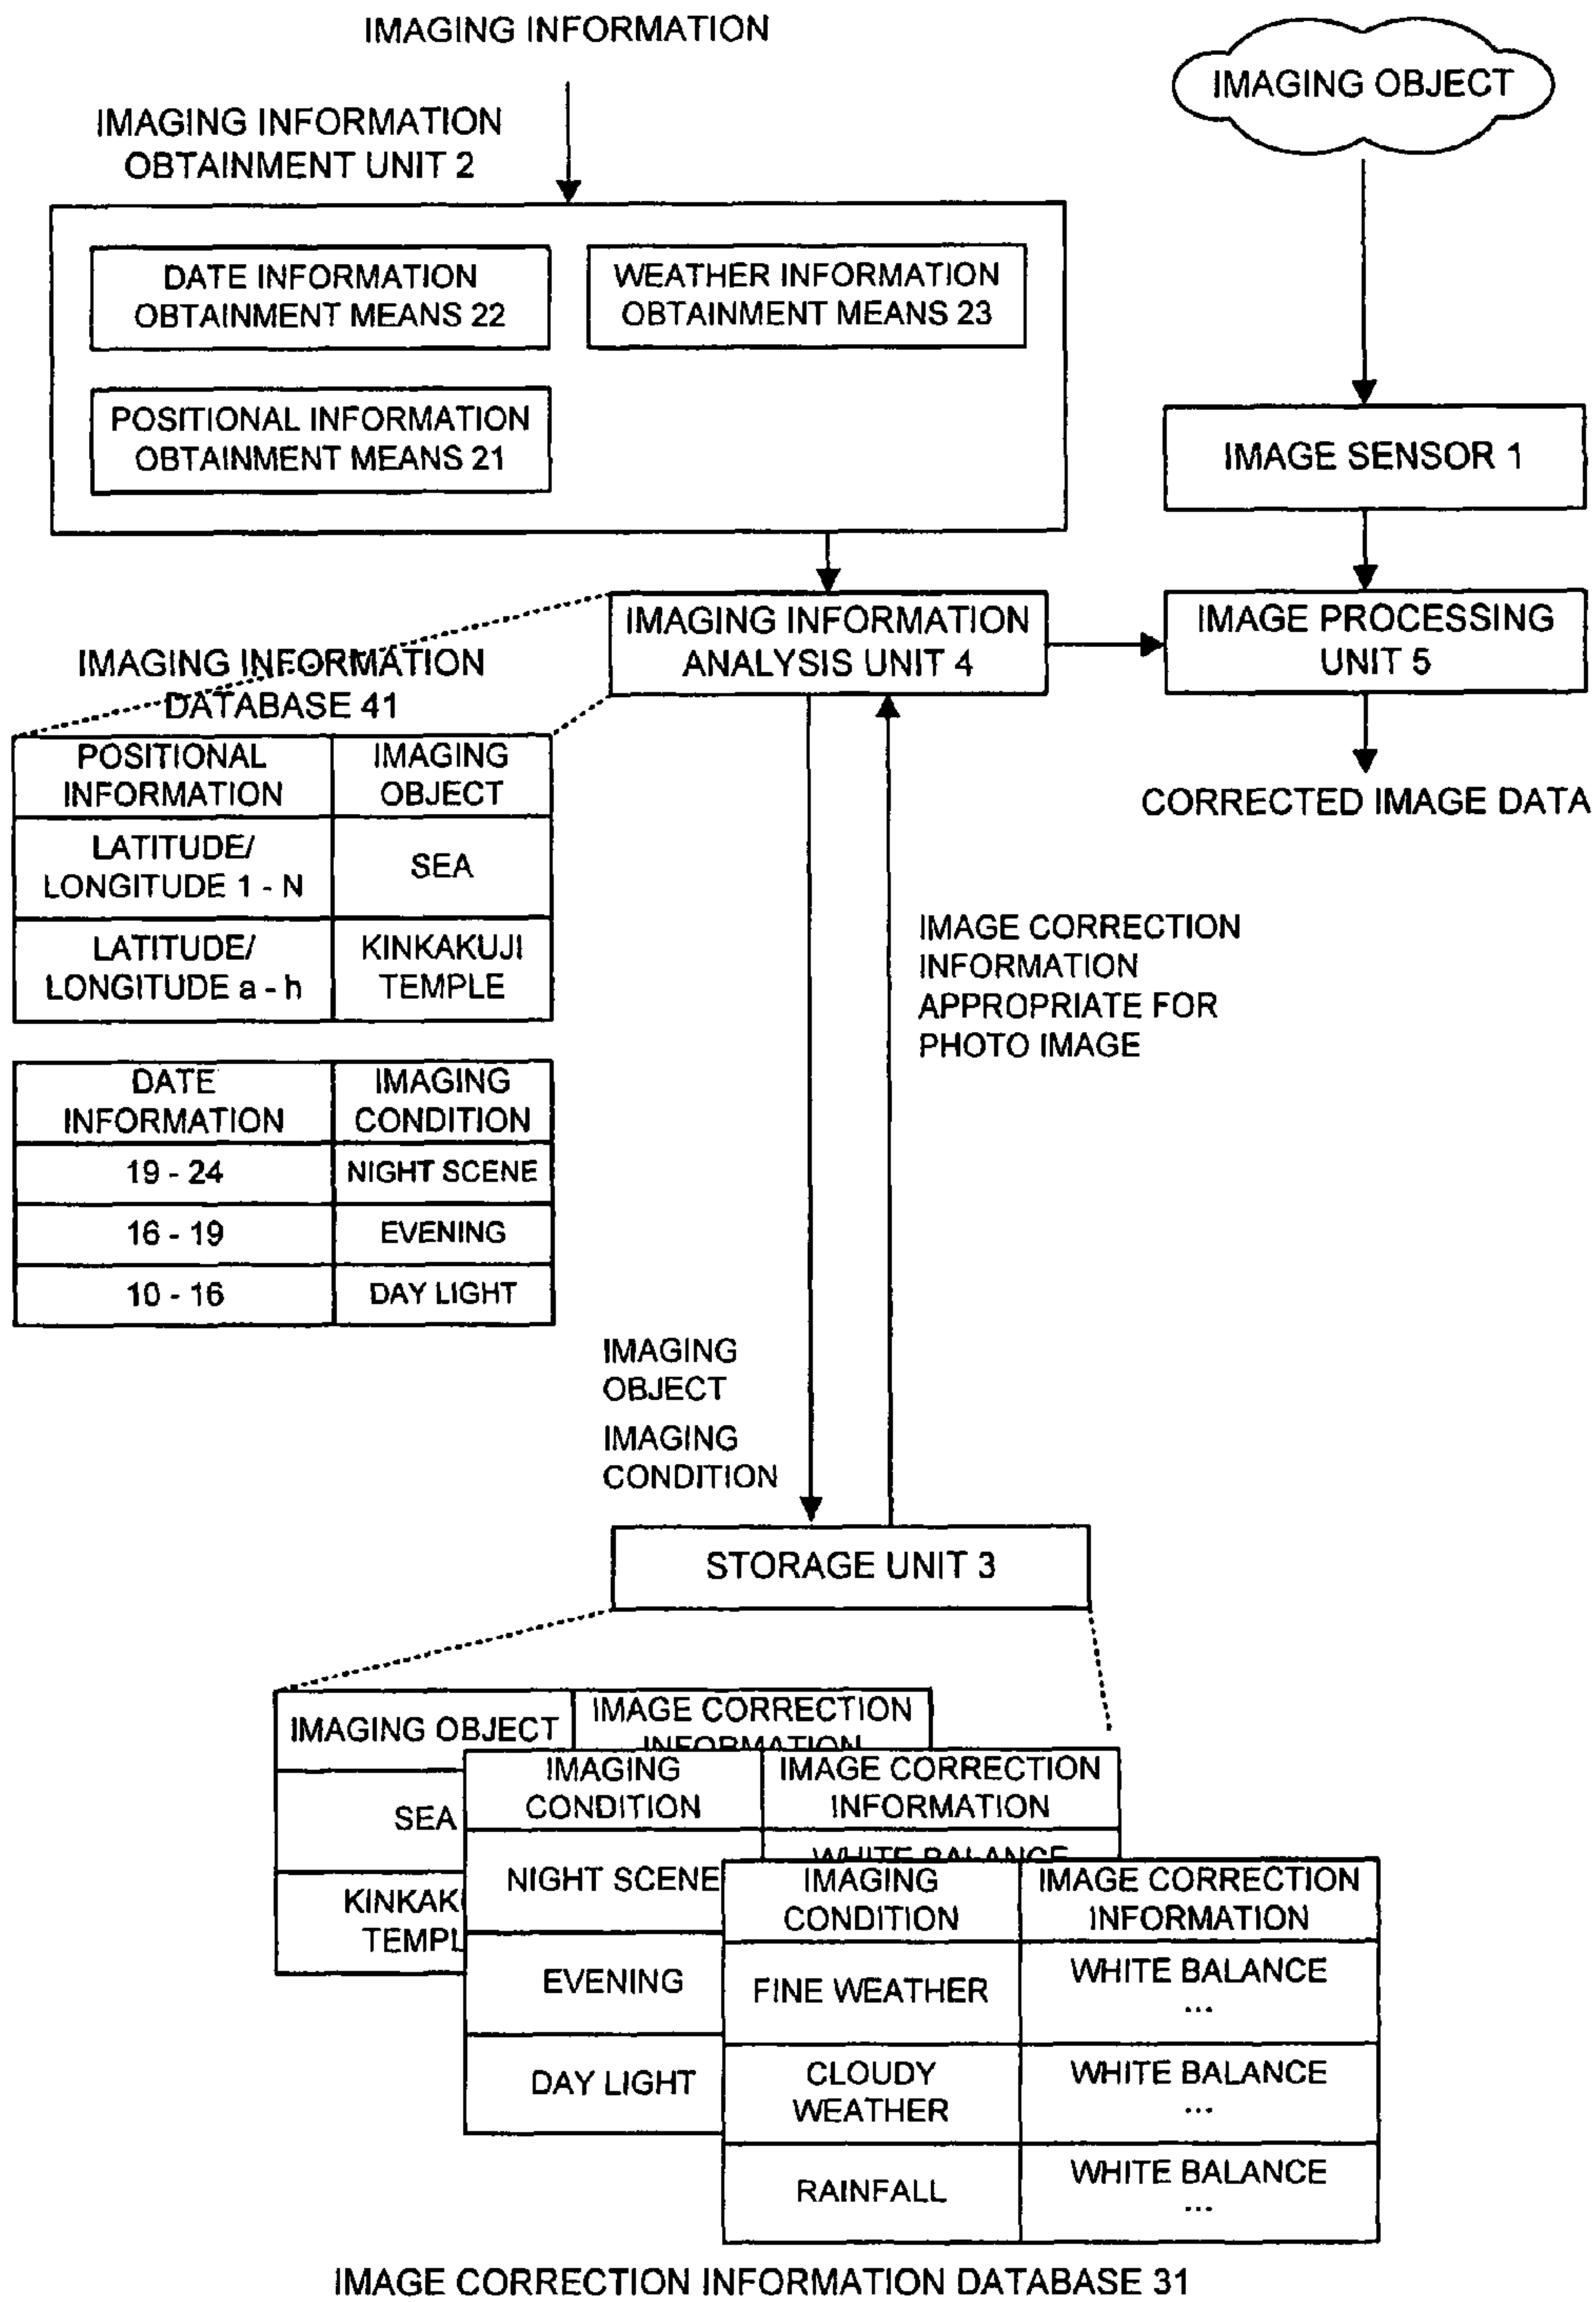 IMAGING INFORMATION
IMAGING OBJECT
IMAGING INFORMATION
OBTAINMENT UNIT 2
DATE INFORMATION
OBTAINMENT MEANS 22
WEATHER INFORMATION
OBTAINMENT MEANS 23
POSITIONAL INFORMATION
OBTAINMENT MEANS 21
IMAGE SENSOR 1
IMAGING INFORMATION
ANALYSIS UNIT 4
IMAGE PROCESSING
UNIT 5
CORRECTED IMAGE DATA
IMAGING INFORMATION
DATABASE 41
POSITIONAL
INFORMATION
IMAGING
OBJECT
LATITUDE/
LONGITUDE 1 - N
SEA
LATITUDE/
LONGITUDE a - h
KINKAKUJI
TEMPLE
DATE
INFORMATION
IMAGING
CONDITION
19 - 24
NIGHT SCENE
16 - 19
EVENING
10 - 16
DAY LIGHT
IMAGE CORRECTION
INFORMATION
APPROPRIATE FOR
PHOTO IMAGE
IMAGING
OBJECT
IMAGING
CONDITION
STORAGE UNIT 3
IMAGING OBJECT
IMAGE CORRECTION
INFORMATION
SEA
KINKAK
TEMPL
IMAGING
CONDITION
IMAGE CORRECTION
INFORMATION
NIGHT SCENE
WHITE BALANCE
EVENING
DAY LIGHT
IMAGING
CONDITION
IMAGE CORRECTION
INFORMATION
FINE WEATHER
WHITE BALANCE
...
CLOUDY
WEATHER
WHITE BALANCE
...
RAINFALL
WHITE BALANCE
...
IMAGE CORRECTION INFORMATION DATABASE 31